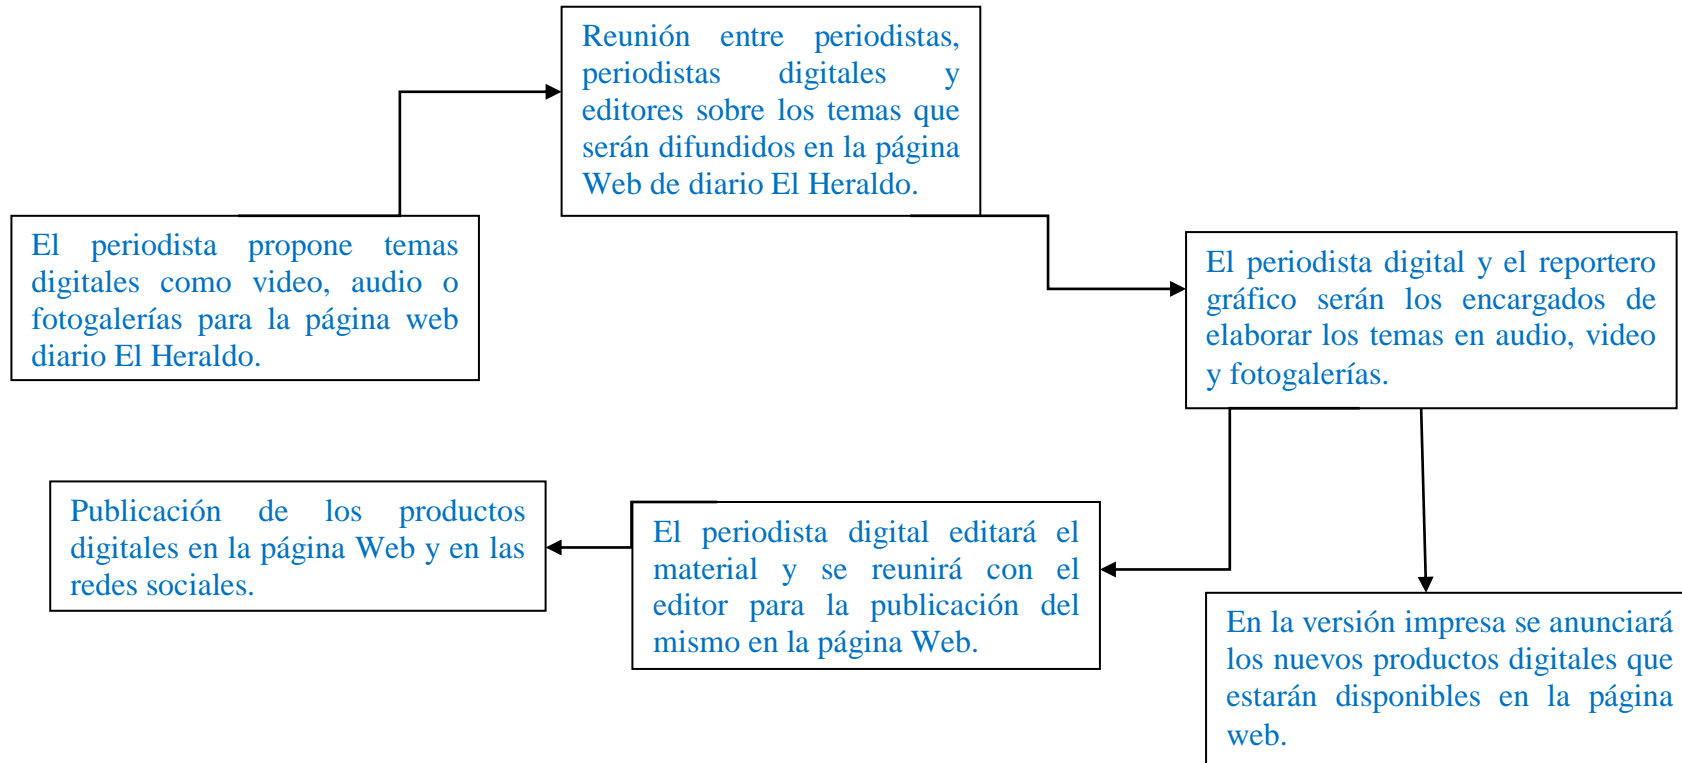 El periodista propone temas
digitales como video, audio o
fotogalerías para la página web
diario El Heraldo.
Reunión entre periodistas,
periodistas digitales y
editores sobre los temas que
serán difundidos en la página
Web de diario El Heraldo.
El periodista digital y el reportero
gráfico serán los encargados de
elaborar los temas en audio, video
y fotogalerías.
El periodista digital editará el
material y se reunirá con el
editor para la publicación del
mismo en la página Web.
Publicación de los productos
digitales en la página Web y en las
redes sociales.
En la versión impresa se anunciará
los nuevos productos digitales que
estarán disponibles en la página
web.